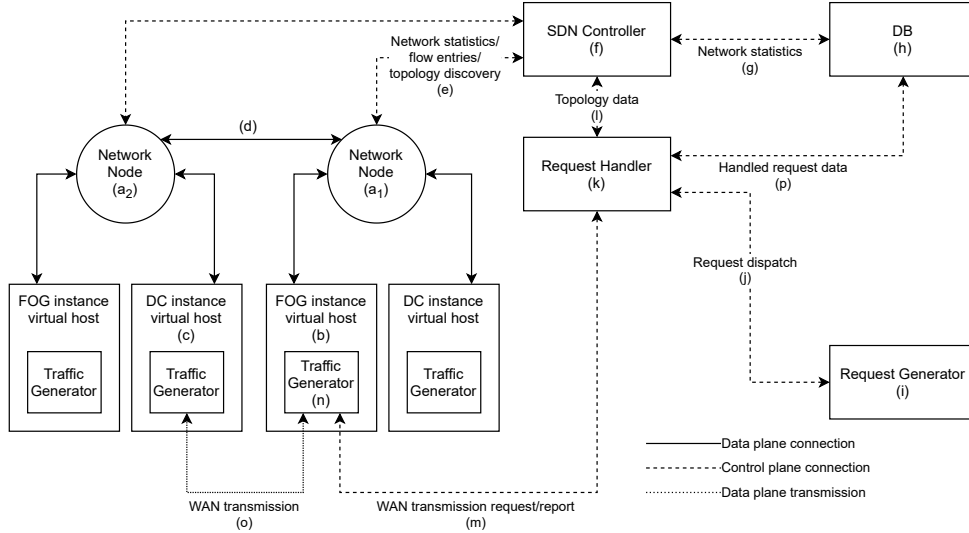 SDN Controller
(f)
DB
(h)
Network statistics
(g)
Network statistics/
flow entries/
topology discovery
(e)
Topology data
(l)
(d)
Network
Node
(a2)
Network
Node
(a1)
Request Handler
(k)
Handled request data
(p)
Request dispatch
(j)
FOG instance
virtual host
Traffic
Generator
DC instance
virtual host
(c)
Traffic
Generator
FOG instance
virtual host
(b)
Traffic
Generator
(n)
DC instance
virtual host
Traffic
Generator
Request Generator
(i)
WAN transmission
(o)
WAN transmission request/report
(m)
Data plane connection
Control plane connection
Data plane transmission